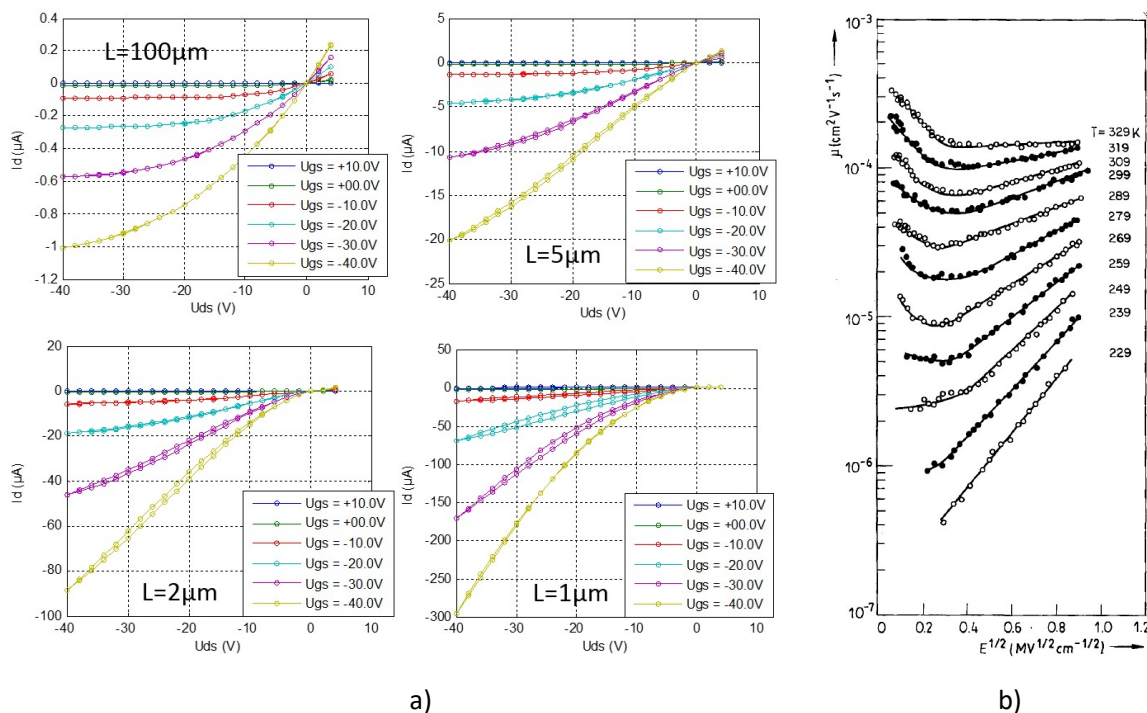 L=100µm
0.4
0.2
0
-0.2
-0.4
-0.6
-0.8
-1
-1.2
Id (µA)
-40 -30 -20 -10 0 10
Uds (V)
Ugs = +10.0V
Ugs = +00.0V
Ugs = -10.0V
Ugs = -20.0V
Ugs = -30.0V
Ugs = -40.0V
L=5µm
5
0
-5
-10
-15
-20
-25
Id (µA)
-40 -30 -20 -10 0 10
Uds (V)
Ugs = +10.0V
Ugs = +00.0V
Ugs = -10.0V
Ugs = -20.0V
Ugs = -30.0V
Ugs = -40.0V
L=2µm
20
0
-20
-40
-60
-80
-100
Id (µA)
-40 -30 -20 -10 0 10
Uds (V)
Ugs = +10.0V
Ugs = +00.0V
Ugs = -10.0V
Ugs = -20.0V
Ugs = -30.0V
Ugs = -40.0V
L=1µm
50
0
-50
-100
-150
-200
-250
-300
Id (µA)
-40 -30 -20 -10 0 10
Uds (V)
Ugs = +10.0V
Ugs = +00.0V
Ugs = -10.0V
Ugs = -20.0V
Ugs = -30.0V
Ugs = -40.0V
a)
10⁻³
10⁻⁴
10⁻⁵
10⁻⁶
10⁻⁷
µ (cm²V⁻¹s⁻¹)
T = 329 K
319
309
299
289
279
269
259
249
239
229
0 0.2 0.4 0.6 0.8 1.0 1.2
E^1/2 (MV^1/2 cm^-1/2)
b)